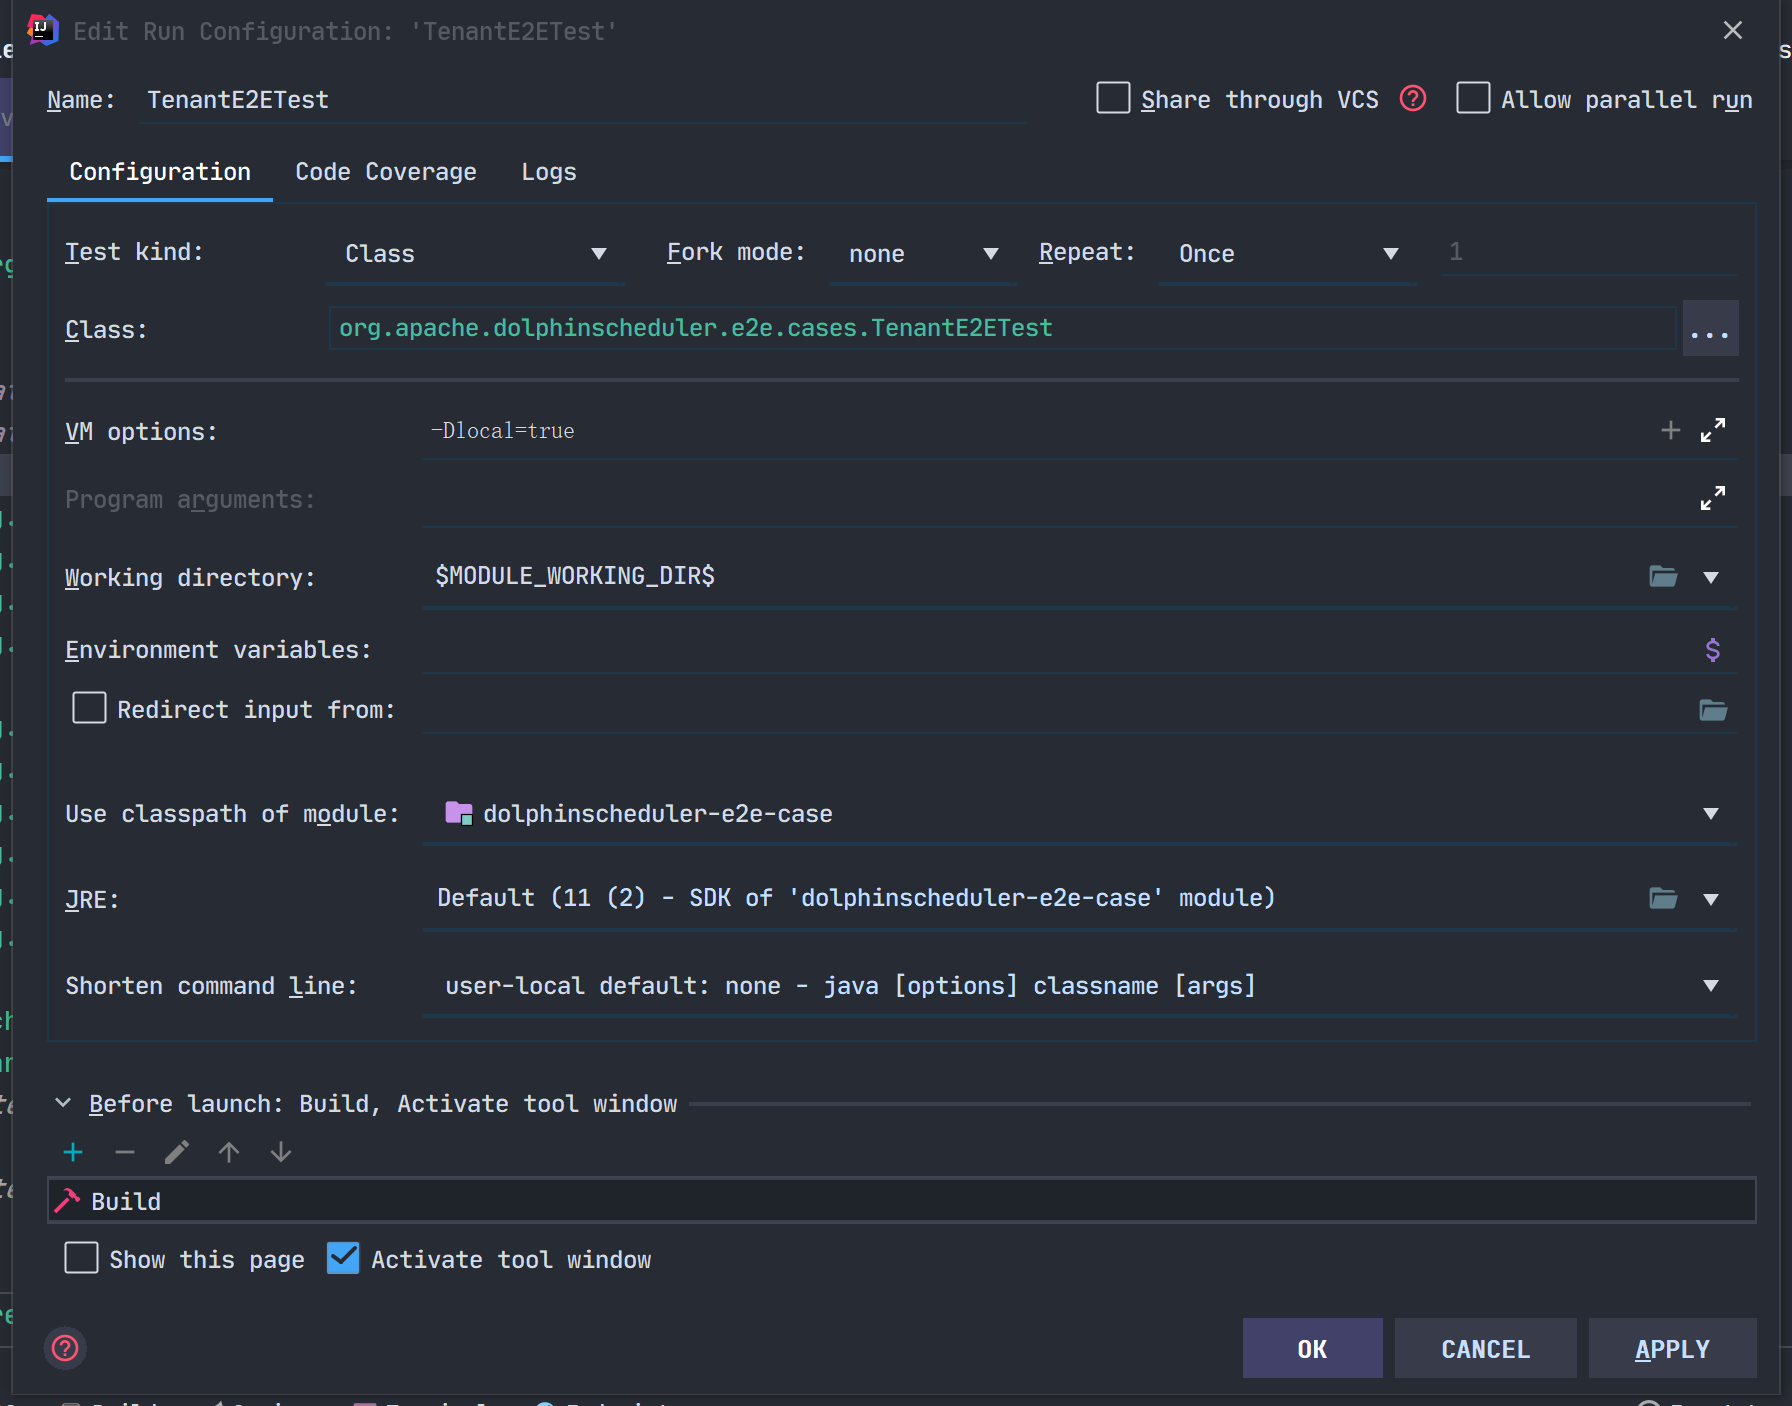 Edit Run Configuration: 'TenantE2ETest'
Name: TenantE2ETest Share through VCS Allow parallel run
Configuration Code Coverage Logs
Test kind: Class Fork mode: none Repeat: Once 1
Class: org.apache.dolphinscheduler.e2e.cases.TenantE2ETest ...
VM options: -Dlocal=true
Program arguments:
Working directory: $MODULE_WORKING_DIR$
Environment variables:
Redirect input from:
Use classpath of module: dolphinscheduler-e2e-case
JRE: Default (11 (2) - SDK of 'dolphinscheduler-e2e-case' module)
Shorten command line: user-local default: none - java [options] classname [args]
Before launch: Build, Activate tool window
Build
Show this page Activate tool window
OK CANCEL APPLY